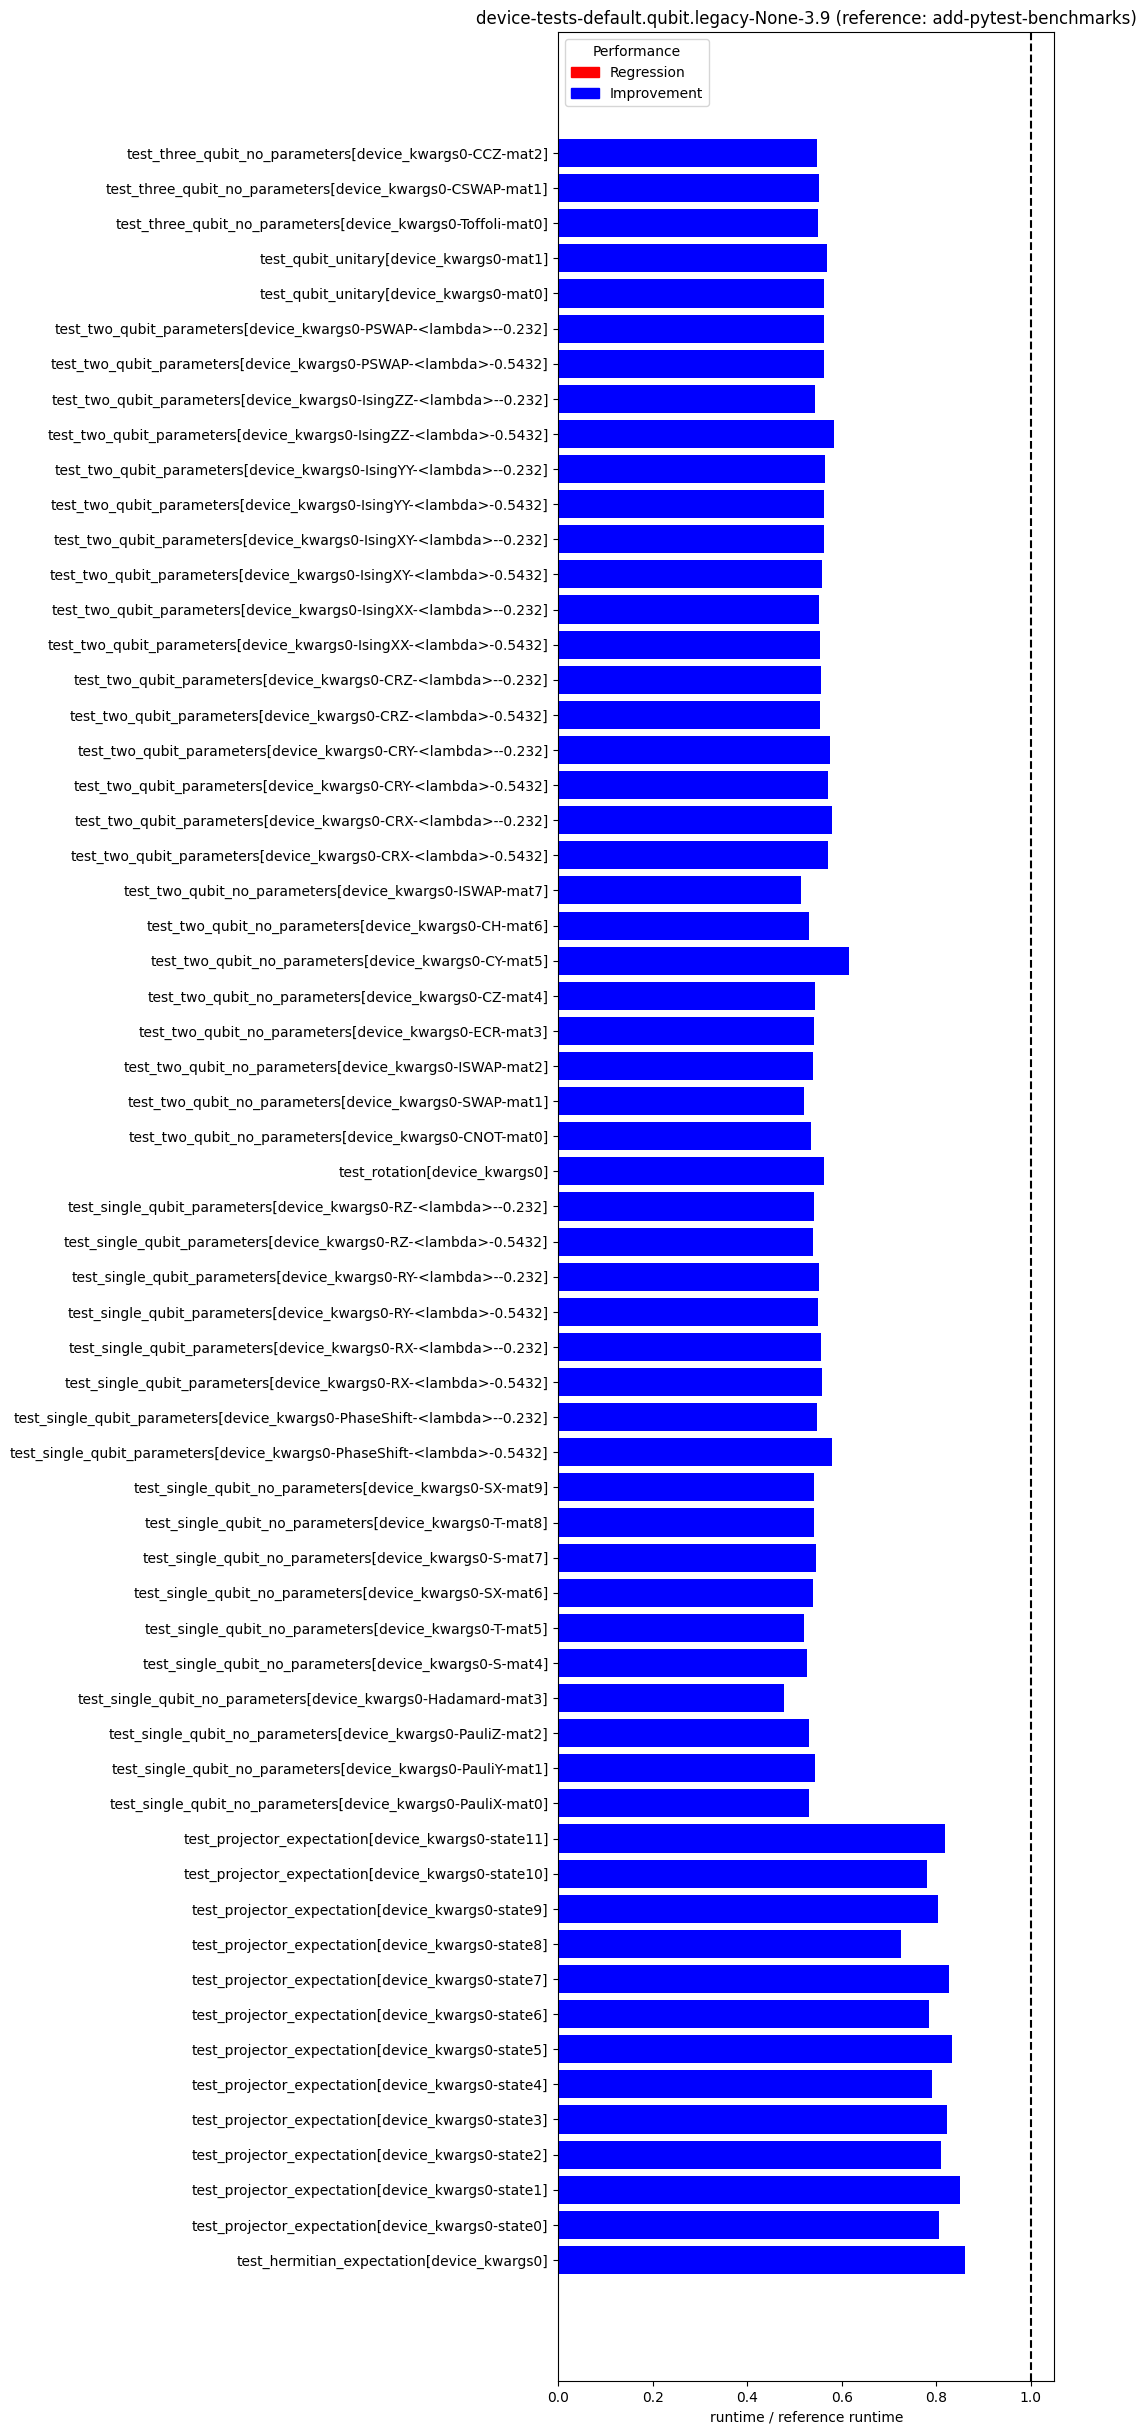 device-tests-default.qubit.legacy-None-3.9 (reference: add-pytest-benchmarks)
Performance
Regression
Improvement
test_three_qubit_no_parameters[device_kwargs0-CCZ-mat2]
test_three_qubit_no_parameters[device_kwargs0-CSWAP-mat1]
test_three_qubit_no_parameters[device_kwargs0-Toffoli-mat0]
test_qubit_unitary[device_kwargs0-mat1]
test_qubit_unitary[device_kwargs0-mat0]
test_two_qubit_parameters[device_kwargs0-PSWAP-<lambda>--0.232]
test_two_qubit_parameters[device_kwargs0-PSWAP-<lambda>-0.5432]
test_two_qubit_parameters[device_kwargs0-IsingZZ-<lambda>--0.232]
test_two_qubit_parameters[device_kwargs0-IsingZZ-<lambda>-0.5432]
test_two_qubit_parameters[device_kwargs0-IsingYY-<lambda>--0.232]
test_two_qubit_parameters[device_kwargs0-IsingYY-<lambda>-0.5432]
test_two_qubit_parameters[device_kwargs0-IsingXY-<lambda>--0.232]
test_two_qubit_parameters[device_kwargs0-IsingXY-<lambda>-0.5432]
test_two_qubit_parameters[device_kwargs0-IsingXX-<lambda>--0.232]
test_two_qubit_parameters[device_kwargs0-IsingXX-<lambda>-0.5432]
test_two_qubit_parameters[device_kwargs0-CRZ-<lambda>--0.232]
test_two_qubit_parameters[device_kwargs0-CRZ-<lambda>-0.5432]
test_two_qubit_parameters[device_kwargs0-CRY-<lambda>--0.232]
test_two_qubit_parameters[device_kwargs0-CRY-<lambda>-0.5432]
test_two_qubit_parameters[device_kwargs0-CRX-<lambda>--0.232]
test_two_qubit_parameters[device_kwargs0-CRX-<lambda>-0.5432]
test_two_qubit_no_parameters[device_kwargs0-ISWAP-mat7]
test_two_qubit_no_parameters[device_kwargs0-CH-mat6]
test_two_qubit_no_parameters[device_kwargs0-CY-mat5]
test_two_qubit_no_parameters[device_kwargs0-CZ-mat4]
test_two_qubit_no_parameters[device_kwargs0-ECR-mat3]
test_two_qubit_no_parameters[device_kwargs0-ISWAP-mat2]
test_two_qubit_no_parameters[device_kwargs0-SWAP-mat1]
test_two_qubit_no_parameters[device_kwargs0-CNOT-mat0]
test_rotation[device_kwargs0]
test_single_qubit_parameters[device_kwargs0-RZ-<lambda>--0.232]
test_single_qubit_parameters[device_kwargs0-RZ-<lambda>-0.5432]
test_single_qubit_parameters[device_kwargs0-RY-<lambda>--0.232]
test_single_qubit_parameters[device_kwargs0-RY-<lambda>-0.5432]
test_single_qubit_parameters[device_kwargs0-RX-<lambda>--0.232]
test_single_qubit_parameters[device_kwargs0-RX-<lambda>-0.5432]
test_single_qubit_parameters[device_kwargs0-PhaseShift-<lambda>--0.232]
test_single_qubit_parameters[device_kwargs0-PhaseShift-<lambda>-0.5432]
test_single_qubit_no_parameters[device_kwargs0-SX-mat9]
test_single_qubit_no_parameters[device_kwargs0-T-mat8]
test_single_qubit_no_parameters[device_kwargs0-S-mat7]
test_single_qubit_no_parameters[device_kwargs0-SX-mat6]
test_single_qubit_no_parameters[device_kwargs0-T-mat5]
test_single_qubit_no_parameters[device_kwargs0-S-mat4]
test_single_qubit_no_parameters[device_kwargs0-Hadamard-mat3]
test_single_qubit_no_parameters[device_kwargs0-PauliZ-mat2]
test_single_qubit_no_parameters[device_kwargs0-PauliY-mat1]
test_single_qubit_no_parameters[device_kwargs0-PauliX-mat0]
test_projector_expectation[device_kwargs0-state11]
test_projector_expectation[device_kwargs0-state10]
test_projector_expectation[device_kwargs0-state9]
test_projector_expectation[device_kwargs0-state8]
test_projector_expectation[device_kwargs0-state7]
test_projector_expectation[device_kwargs0-state6]
test_projector_expectation[device_kwargs0-state5]
test_projector_expectation[device_kwargs0-state4]
test_projector_expectation[device_kwargs0-state3]
test_projector_expectation[device_kwargs0-state2]
test_projector_expectation[device_kwargs0-state1]
test_projector_expectation[device_kwargs0-state0]
test_hermitian_expectation[device_kwargs0]
0.0 0.2 0.4 0.6 0.8 1.0
runtime / reference runtime